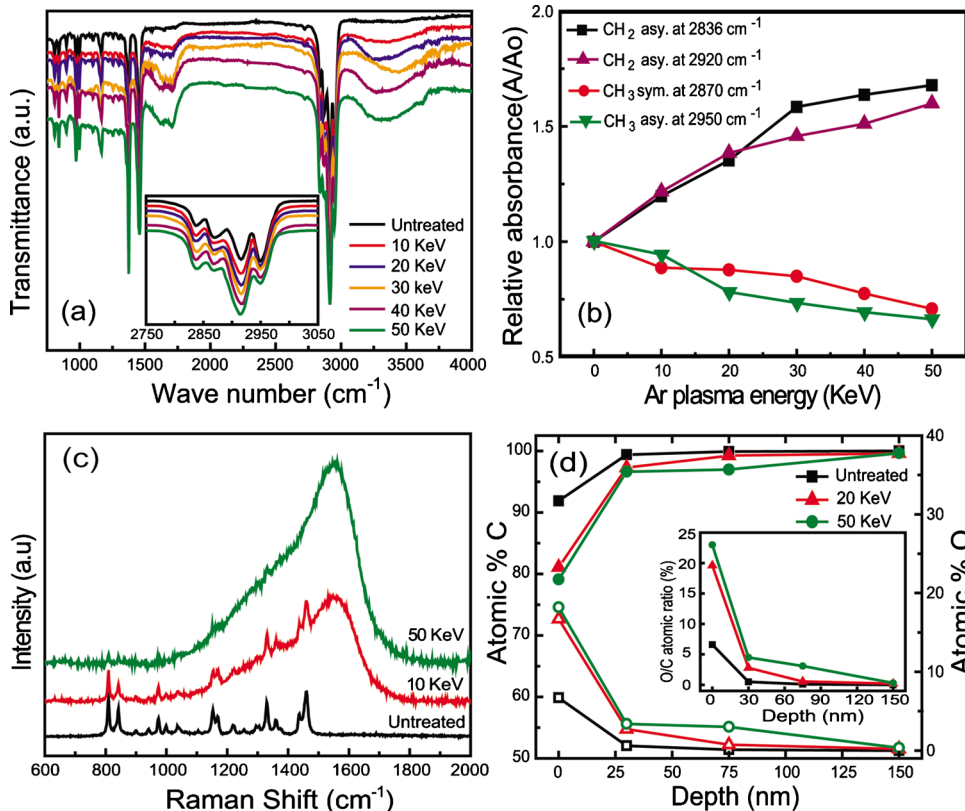 Transmittance (a.u.)
Untreated
10 KeV
20 KeV
30 keV
40 KeV
50 KeV
(a)
2750 2850 2950 3050
1000 1500 2000 2500 3000 3500 4000
Wave number (cm⁻¹)
Relative absorbance(A/Ao)
2.0
1.5
1.0
0.5
CH₂ asy. at 2836 cm⁻¹
CH₂ asy. at 2920 cm⁻¹
CH₃ sym. at 2870 cm⁻¹
CH₃ asy. at 2950 cm⁻¹
(b)
0 10 20 30 40 50
Ar plasma energy (KeV)
Intensity (a.u)
(c)
50 KeV
10 KeV
Untreated
600 800 1000 1200 1400 1600 1800 2000
Raman Shift (cm⁻¹)
Atomic % C
100
90
80
70
60
50
(d)
Untreated
20 KeV
50 KeV
O/C atomic ratio (%)
25
20
15
10
5
0
0 30 60 90 120 150
Depth (nm)
0 25 50 75 100 125 150
Depth (nm)
40
30
20
10
0
Atomic %